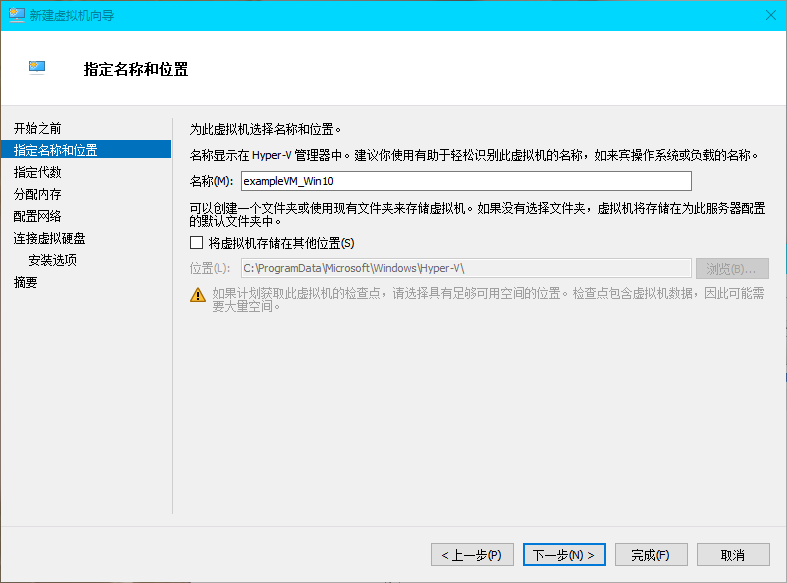 新建虚拟机向导
指定名称和位置
开始之前
指定名称和位置
指定代数
分配内存
配置网络
连接虚拟硬盘
安装选项
摘要
为此虚拟机选择名称和位置。
名称显示在 Hyper-V 管理器中。建议你使用有助于轻松识别此虚拟机的名称，如来宾操作系统或负载的名称。
名称(M): exampleVM_Win10
可以创建一个文件夹或使用现有文件夹来存储虚拟机。如果没有选择文件夹，虚拟机将存储在为此服务器配置
的默认文件夹中。
将虚拟机存储在其他位置(S)
位置(L): C:\ProgramData\Microsoft\Windows\Hyper-V\ 浏览(B)...
如果计划获取此虚拟机的检查点，请选择具有足够可用空间的位置。检查点包含虚拟机数据，因此可能需
要大量空间。
< 上一步(P) 下一步(N) > 完成(F) 取消